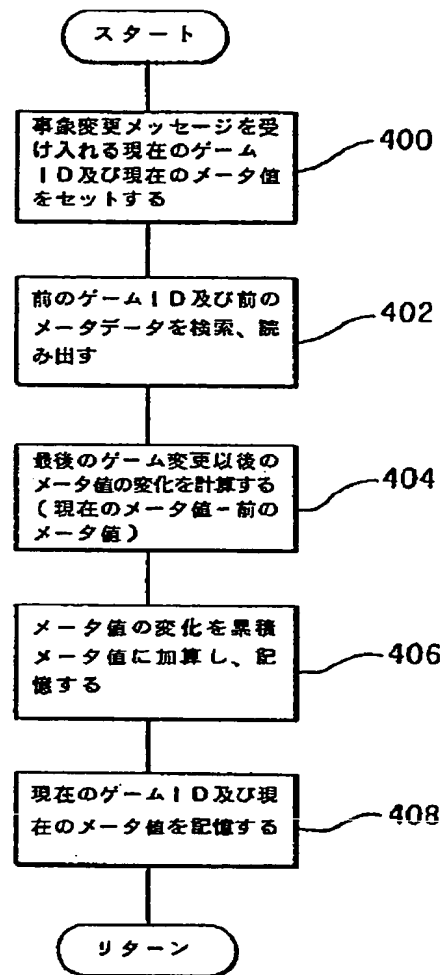 スタート
事象変更メッセージを受
け入れる現在のゲーム
ID及び現在のメータ値
をセットする
400
前のゲームID及び前の
メータデータを検索、読
み出す
402
最後のゲーム変更以後の
メータ値の変化を計算する
(現在のメータ値-前の
メータ値)
404
メータ値の変化を累積
メータ値に加算し、記
憶する
406
現在のゲームID及び現
在のメータ値を記憶する
408
リターン